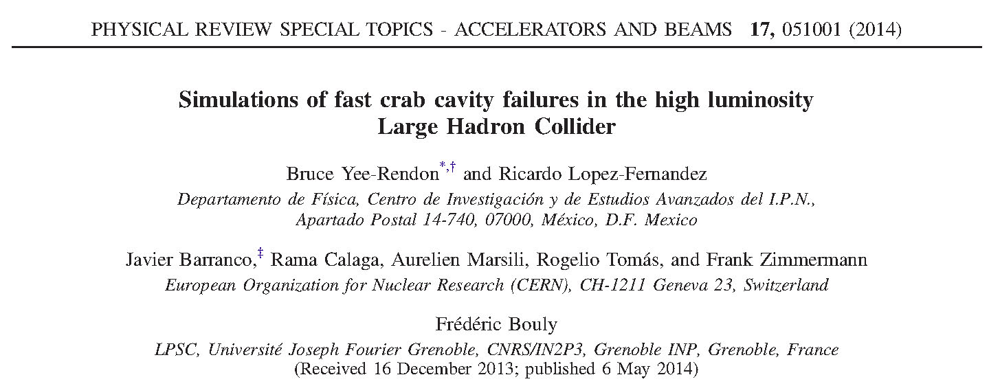 PHYSICAL REVIEW SPECIAL TOPICS - ACCELERATORS AND BEAMS 17, 051001 (2014)
Simulations of fast crab cavity failures in the high luminosity
Large Hadron Collider
Bruce Yee-Rendon*,† and Ricardo Lopez-Fernandez
Departamento de Física, Centro de Investigación y de Estudios Avanzados del I.P.N.,
Apartado Postal 14-740, 07000, México, D.F. Mexico
Javier Barranco,‡ Rama Calaga, Aurelien Marsili, Rogelio Tomás, and Frank Zimmermann
European Organization for Nuclear Research (CERN), CH-1211 Geneva 23, Switzerland
Frédéric Bouly
LPSC, Université Joseph Fourier Grenoble, CNRS/IN2P3, Grenoble INP, Grenoble, France
(Received 16 December 2013; published 6 May 2014)